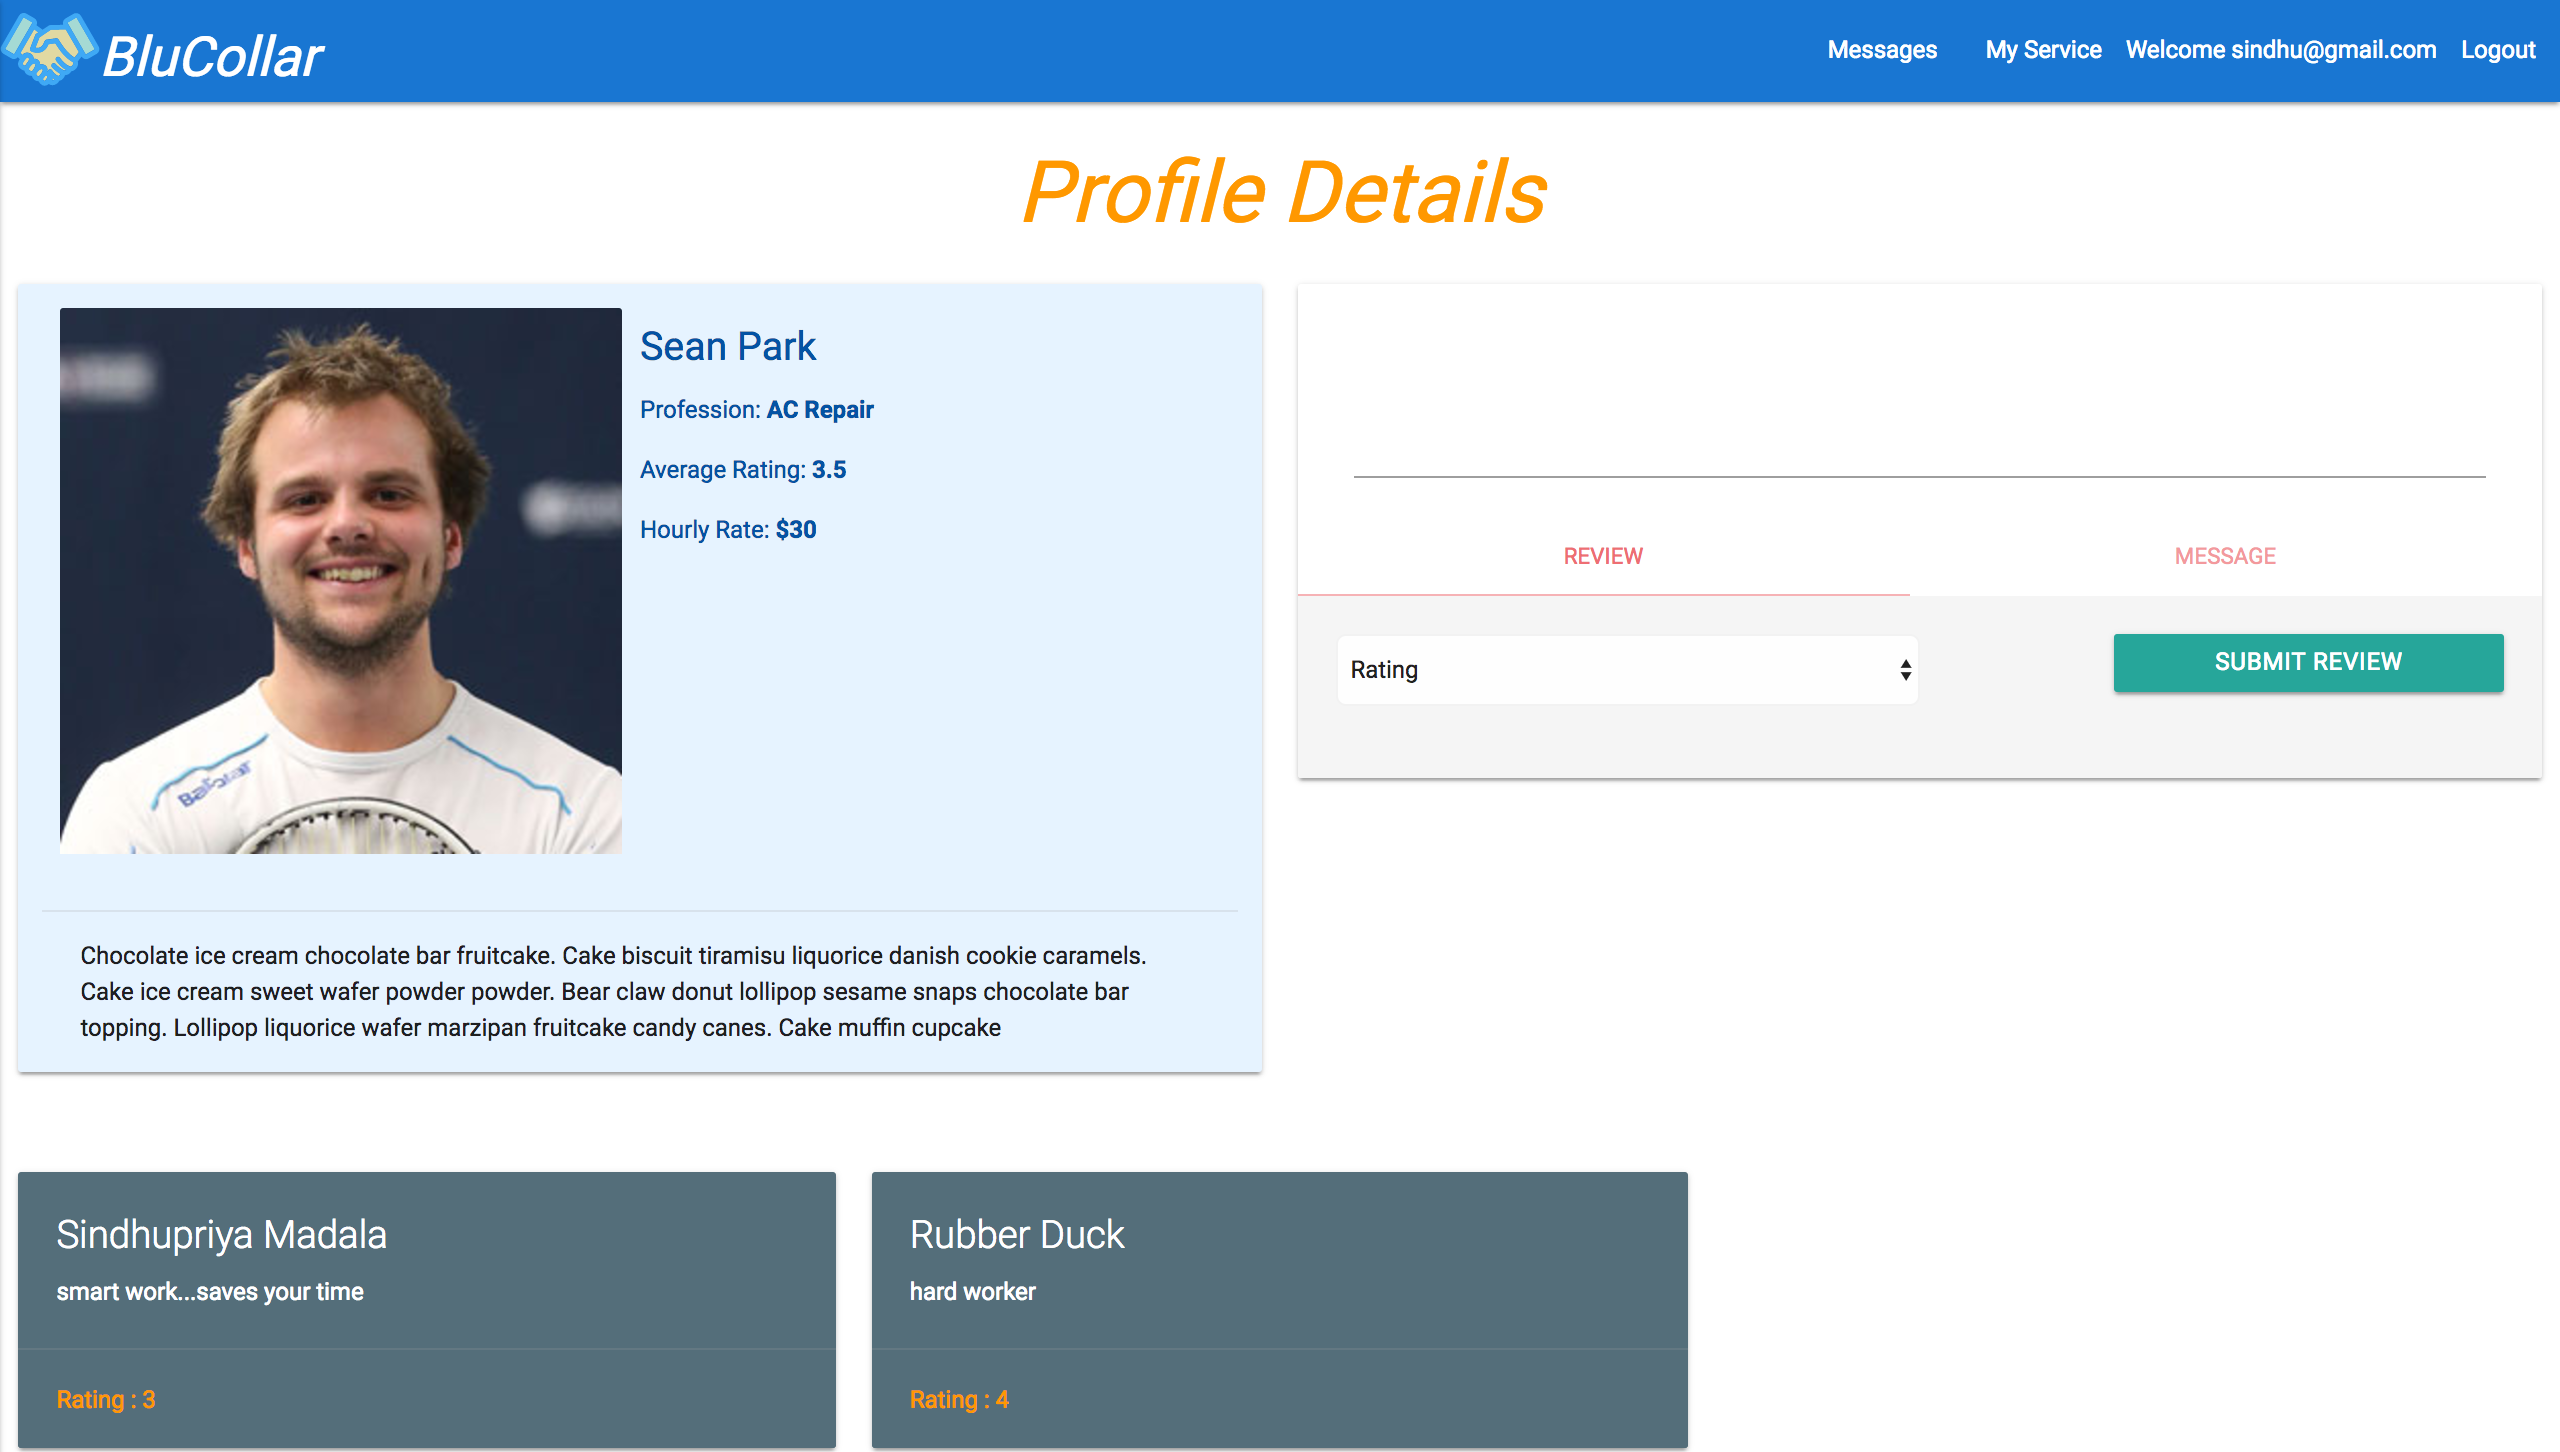 BluCollar
Messages
My Service
Welcome sindhu@gmail.com
Logout
Profile Details
Sean Park
Profession: AC Repair
Average Rating: 3.5
Hourly Rate: $30
Chocolate ice cream chocolate bar fruitcake. Cake biscuit tiramisu liquorice danish cookie caramels.
Cake ice cream sweet wafer powder powder. Bear claw donut lollipop sesame snaps chocolate bar
topping. Lollipop liquorice wafer marzipan fruitcake candy canes. Cake muffin cupcake
REVIEW
MESSAGE
Rating
SUBMIT REVIEW
Sindhupriya Madala
smart work...saves your time
Rating : 3
Rubber Duck
hard worker
Rating : 4